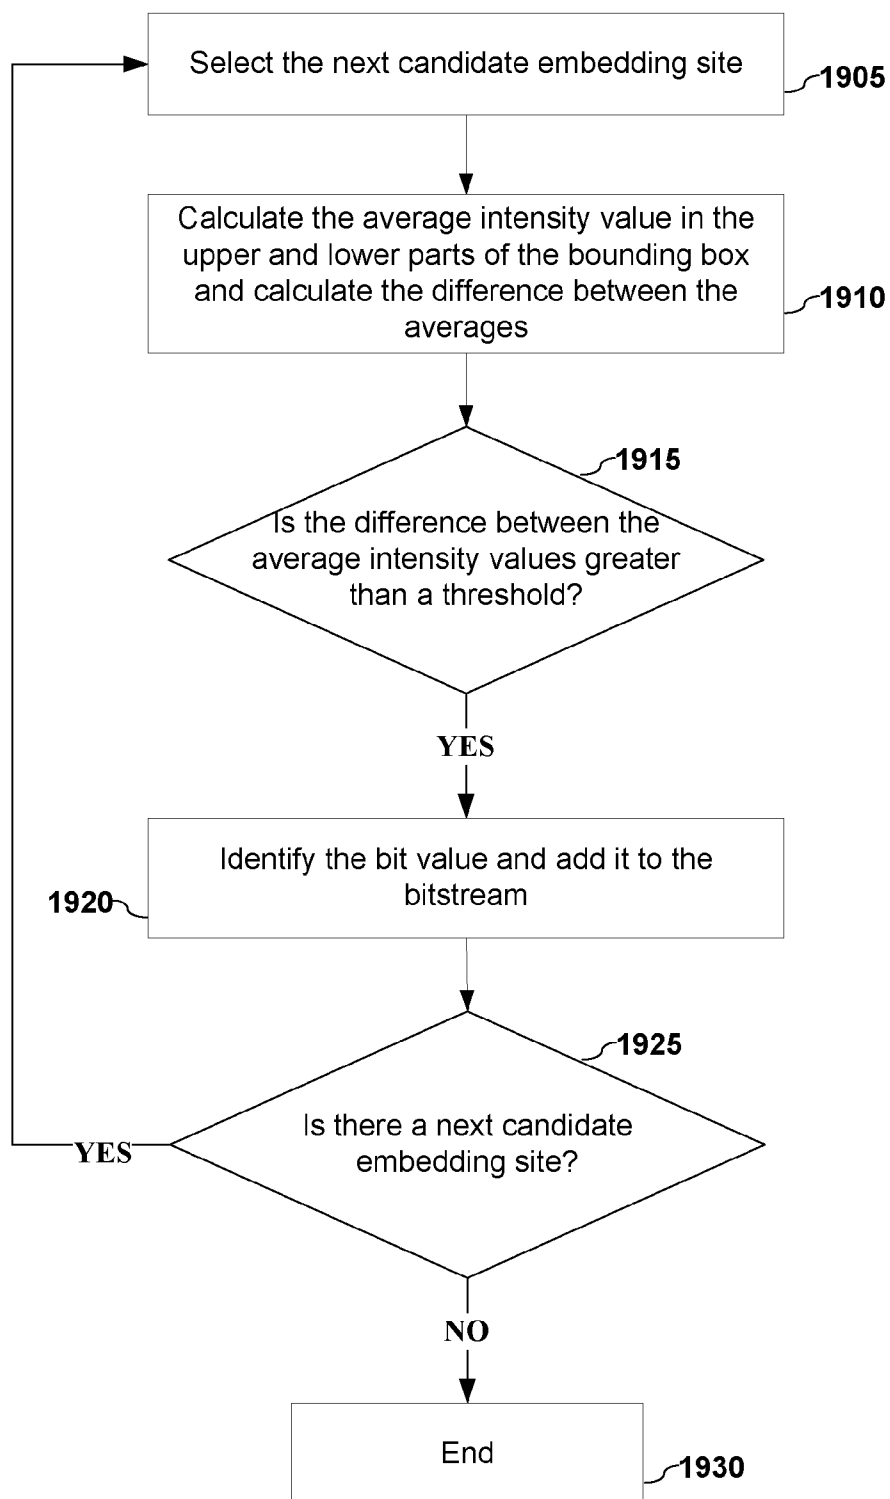 Select the next candidate embedding site
1905
Calculate the average intensity value in the
upper and lower parts of the bounding box
and calculate the difference between the
averages
1910
1915
Is the difference between the
average intensity values greater
than a threshold?
YES
Identify the bit value and add it to the
bitstream
1920
1925
Is there a next candidate
embedding site?
YES
NO
End
1930